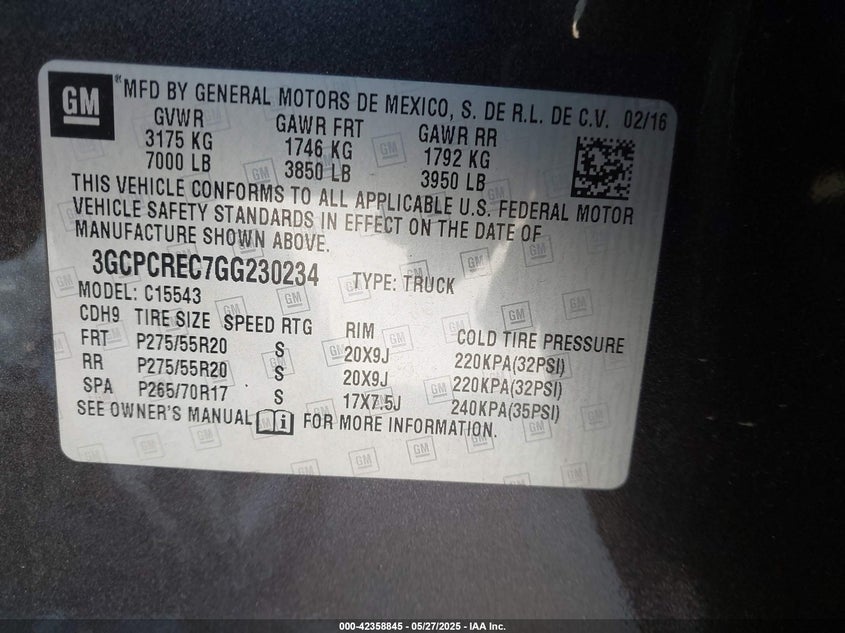 GM
® MFD BY GENERAL MOTORS DE MEXICO, S. DE R.L. DE C.V. 02/16
GVWR GAWR FRT GAWR RR
3175 KG 1746 KG 1792 KG
7000 LB 3850 LB 3950 LB
THIS VEHICLE CONFORMS TO ALL APPLICABLE U.S. FEDERAL MOTOR
VEHICLE SAFETY STANDARDS IN EFFECT ON THE DATE OF
MANUFACTURE SHOWN ABOVE.
3GCPCREC7GG230234 TYPE: TRUCK
MODEL: C15543
CDH9 TIRE SIZE SPEED RTG RIM COLD TIRE PRESSURE
FRT P275/55R20 S 20X9J 220KPA(32PSI)
RR P275/55R20 S 20X9J 220KPA(32PSI)
SPA P265/70R17 S 17X7.5J 240KPA(35PSI)
SEE OWNER'S MANUAL i FOR MORE INFORMATION.
000-42358845 - 05/27/2025 - IAA Inc.